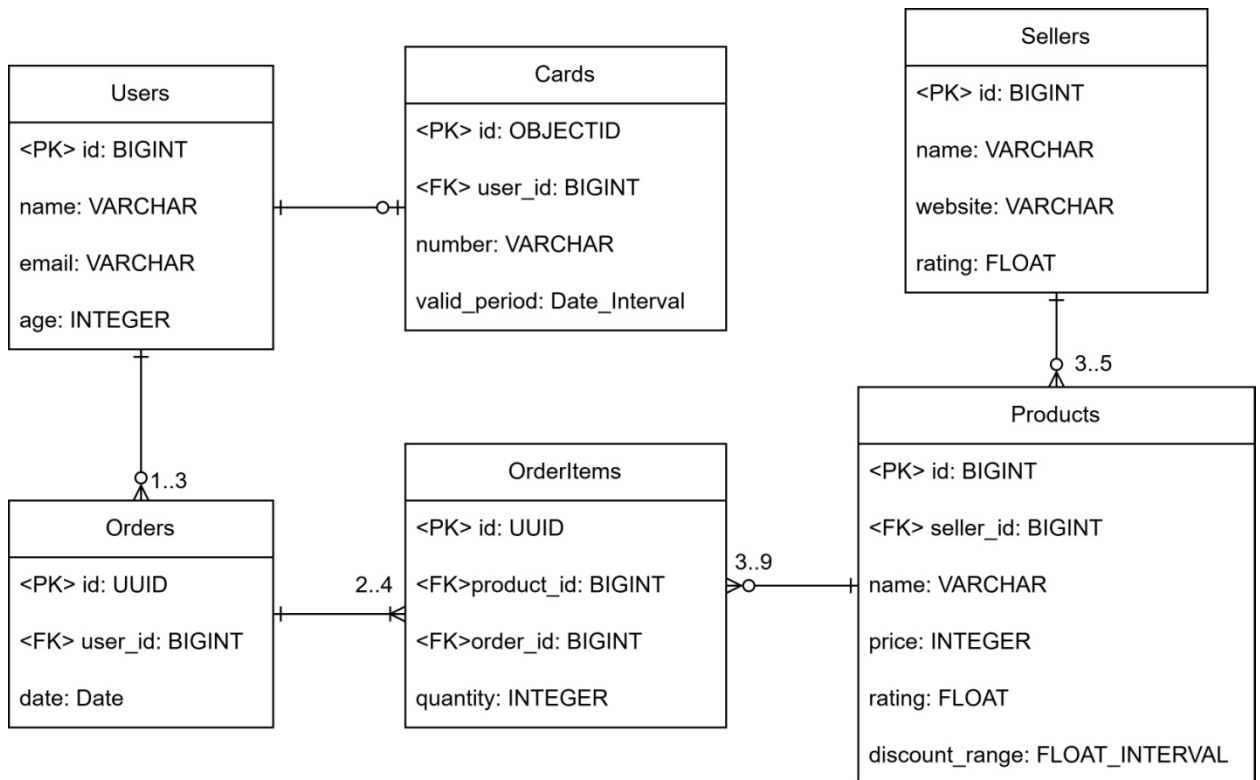 Users
<PK> id: BIGINT
name: VARCHAR
email: VARCHAR
age: INTEGER
Cards
<PK> id: OBJECTID
<FK> user_id: BIGINT
number: VARCHAR
valid_period: Date_Interval
Sellers
<PK> id: BIGINT
name: VARCHAR
website: VARCHAR
rating: FLOAT
1..3
3..5
Orders
<PK> id: UUID
<FK> user_id: BIGINT
date: Date
2..4
OrderItems
<PK> id: UUID
<FK>product_id: BIGINT
<FK>order_id: BIGINT
quantity: INTEGER
3..9
Products
<PK> id: BIGINT
<FK> seller_id: BIGINT
name: VARCHAR
price: INTEGER
rating: FLOAT
discount_range: FLOAT_INTERVAL